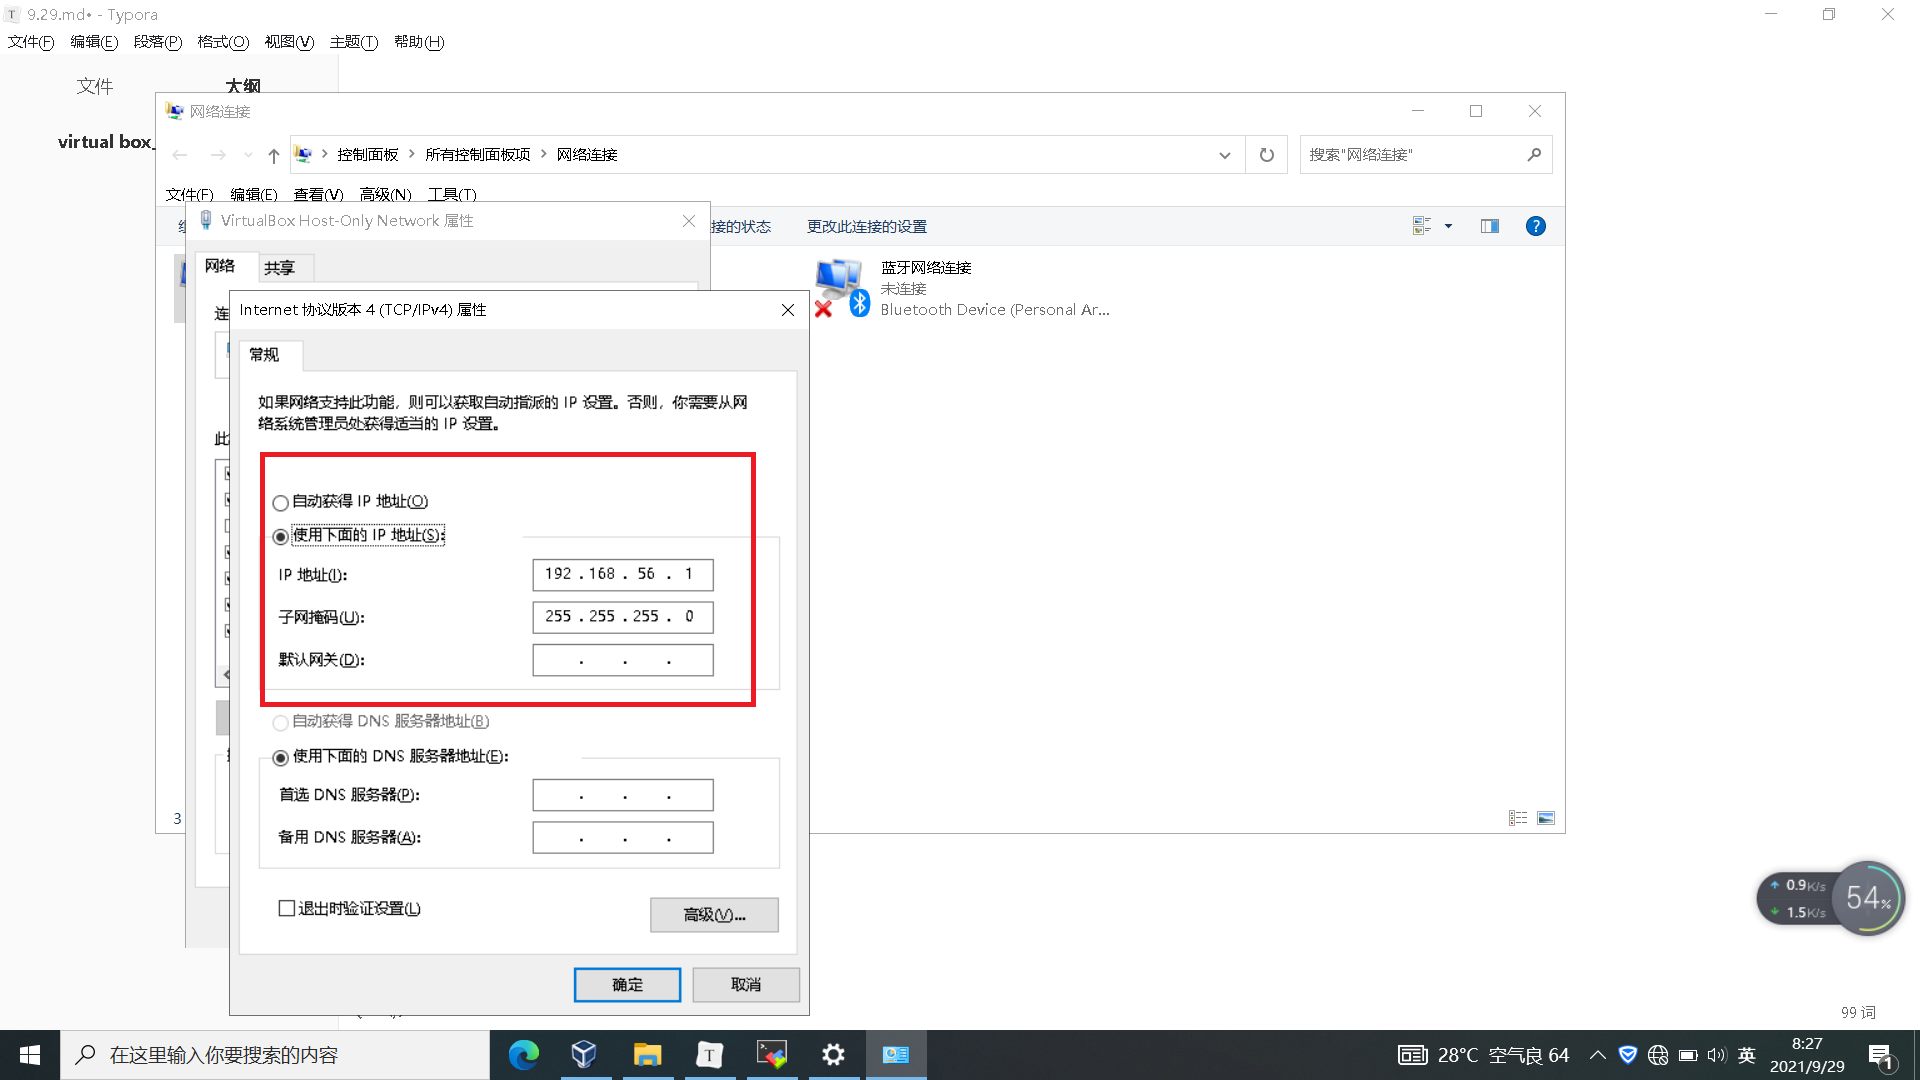 9.29.md• - Typora
文件(F) 编辑(E) 段落(P) 格式(O) 视图(V) 主题(T) 帮助(H)
文件 大纲
virtual box_
网络连接
控制面板 所有控制面板项 网络连接
搜索"网络连接"
文件(F) 编辑(E) 查看(V) 高级(N) 工具(T)
接的状态 更改此连接的设置
VirtualBox Host-Only Network 属性
网络 共享
蓝牙网络连接
未连接
Bluetooth Device (Personal Ar...
Internet 协议版本 4 (TCP/IPv4) 属性
常规
如果网络支持此功能，则可以获取自动指派的 IP 设置。否则，你需要从网
络系统管理员处获得适当的 IP 设置。
自动获得 IP 地址(O)
使用下面的 IP 地址(S):
IP 地址(I): 192 . 168 . 56 . 1
子网掩码(U): 255 . 255 . 255 . 0
默认网关(D): . . .
自动获得 DNS 服务器地址(B)
使用下面的 DNS 服务器地址(E):
首选 DNS 服务器(P): . . .
备用 DNS 服务器(A): . . .
退出时验证设置(L)
高级(V)...
确定 取消
3
0.9K/s
1.5K/s
54%
99 词
在这里输入你要搜索的内容
28°C 空气良 64
英
8:27
2021/9/29
1